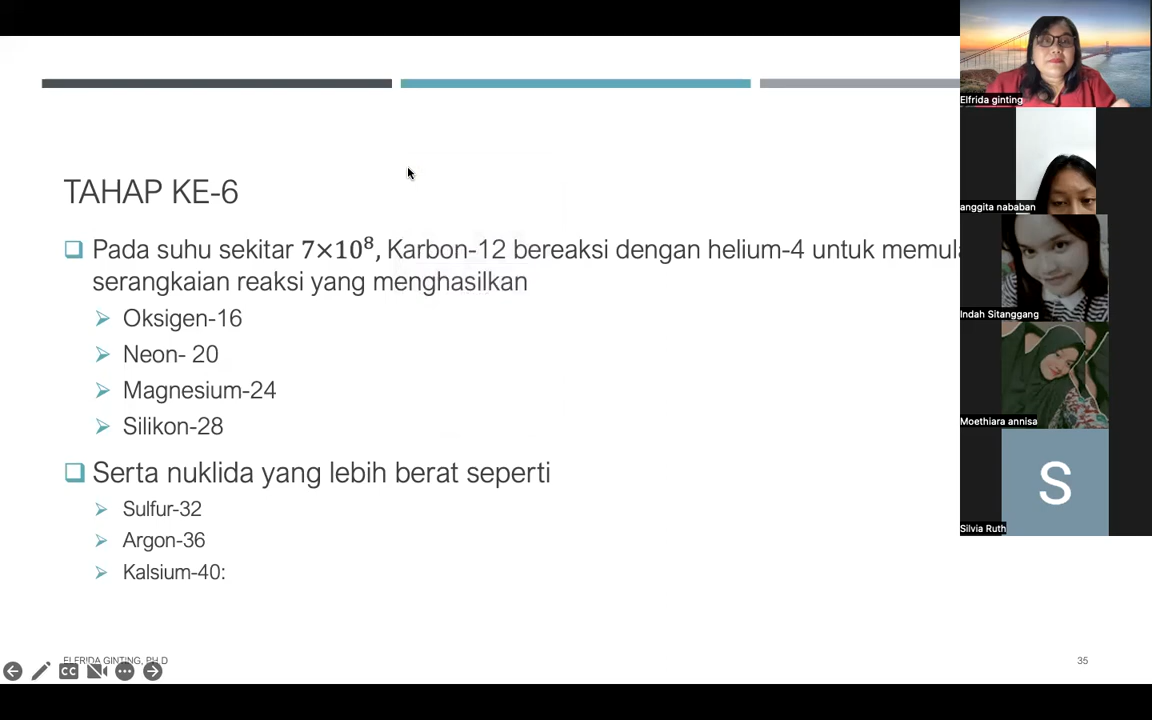 TAHAP KE-6
Pada suhu sekitar 7×10⁸, Karbon-12 bereaksi dengan helium-4 untuk
serangkaian reaksi yang menghasilkan
Oksigen-16
Neon- 20
Magnesium-24
Silikon-28
Serta nuklida yang lebih berat seperti
Sulfur-32
Argon-36
Kalsium-40:
ELFRIDA GINTING, PH.D
35
Elfrida ginting
anggita nababan
Indah Sitanggang
Moethiara annisa
S
Silvia Ruth
CC